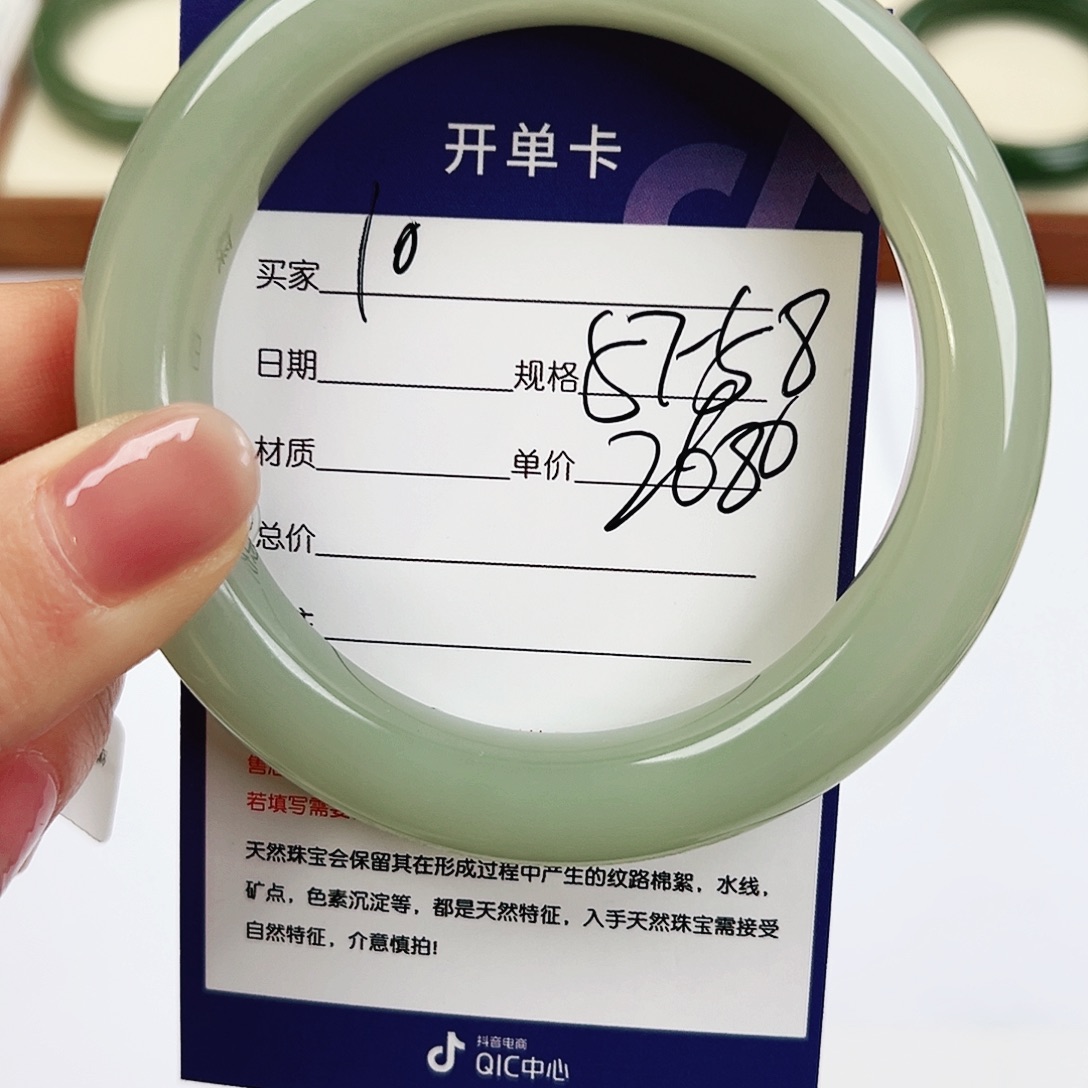 开单卡
买家 10
日期 规格 57-58
材质 单价 2680
总价
若填写需
天然珠宝会保留其在形成过程中产生的纹路棉絮，水线，
矿点，色素沉淀等，都是天然特征，入手天然珠宝需接受
自然特征，介意慎拍!
抖音电商
QIC中心